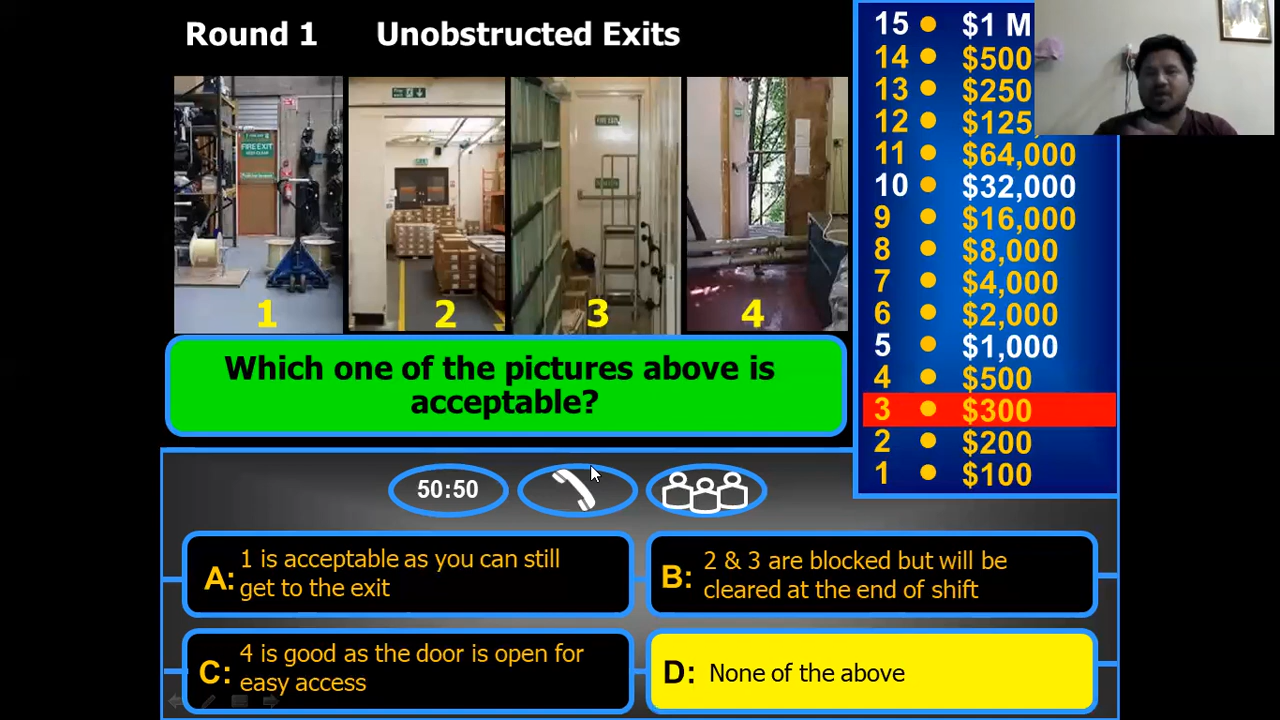 Round 1
Unobstructed Exits
FIRE EXIT
1
2
3
4
Which one of the pictures above is
acceptable?
15 $1 M
14 $500
13 $250
12 $125,
11 $64,000
10 $32,000
9 $16,000
8 $8,000
7 $4,000
6 $2,000
5 $1,000
4 $500
3 $300
2 $200
1 $100
50:50
A: 1 is acceptable as you can still
get to the exit
B: 2 & 3 are blocked but will be
cleared at the end of shift
C: 4 is good as the door is open for
easy access
D: None of the above